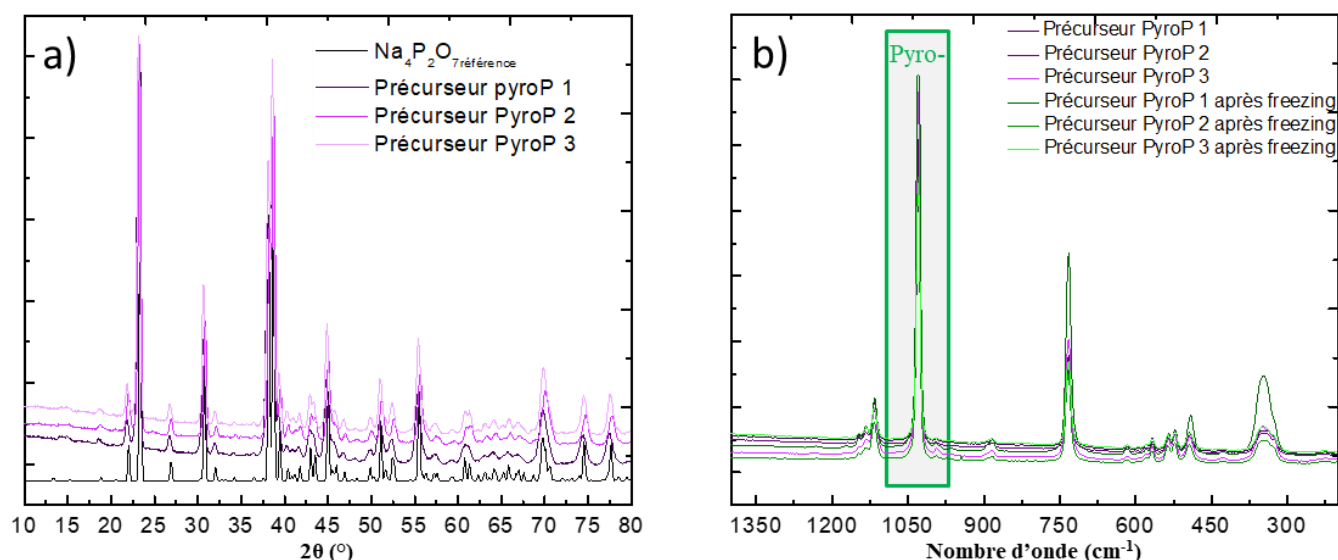 a)
Na₄P₂O₇référence
Précurseur pyroP 1
Précurseur PyroP 2
Précurseur PyroP 3
10 15 20 25 30 35 40 45 50 55 60 65 70 75 80
2θ (°)
b)
Pyro-
Précurseur PyroP 1
Précurseur PyroP 2
Précurseur PyroP 3
Précurseur PyroP 1 après freezing
Précurseur PyroP 2 après freezing
Précurseur PyroP 3 après freezing
1350 1200 1050 900 750 600 450 300
Nombre d'onde (cm⁻¹)